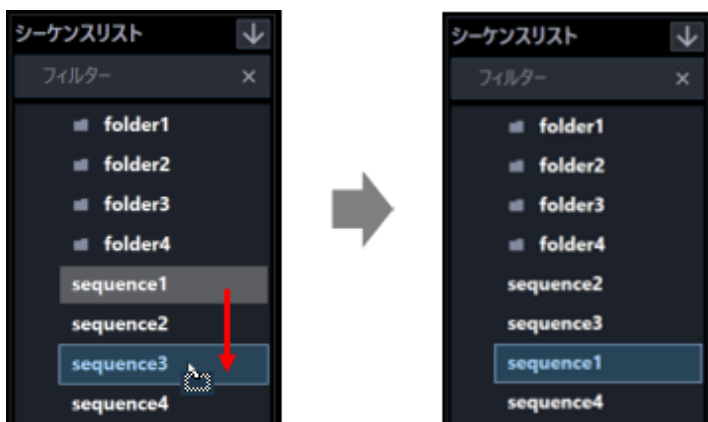 シーケンスリスト
フィルター ×
folder1
folder2
folder3
folder4
sequence1
sequence2
sequence3
sequence4
シーケンスリスト
フィルター ×
folder1
folder2
folder3
folder4
sequence2
sequence3
sequence1
sequence4